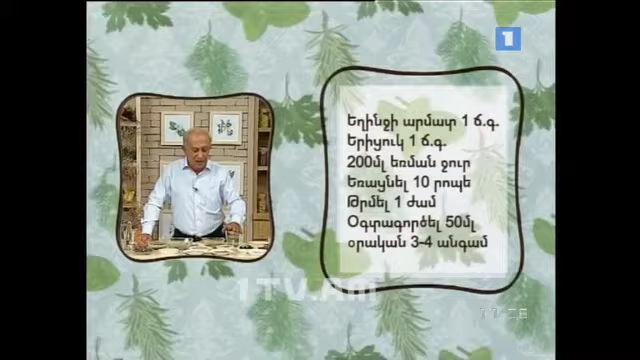 1
Եղինջի արմատ 1 ճ.գ.
Երիցուկ 1 ճ.գ.
200մլ եռման ջուր
Եռացնել 10 րոպե
Թրմել 1 ժամ
Օգտագործել 50մլ
օրական 3-4 անգամ
1TV.Am